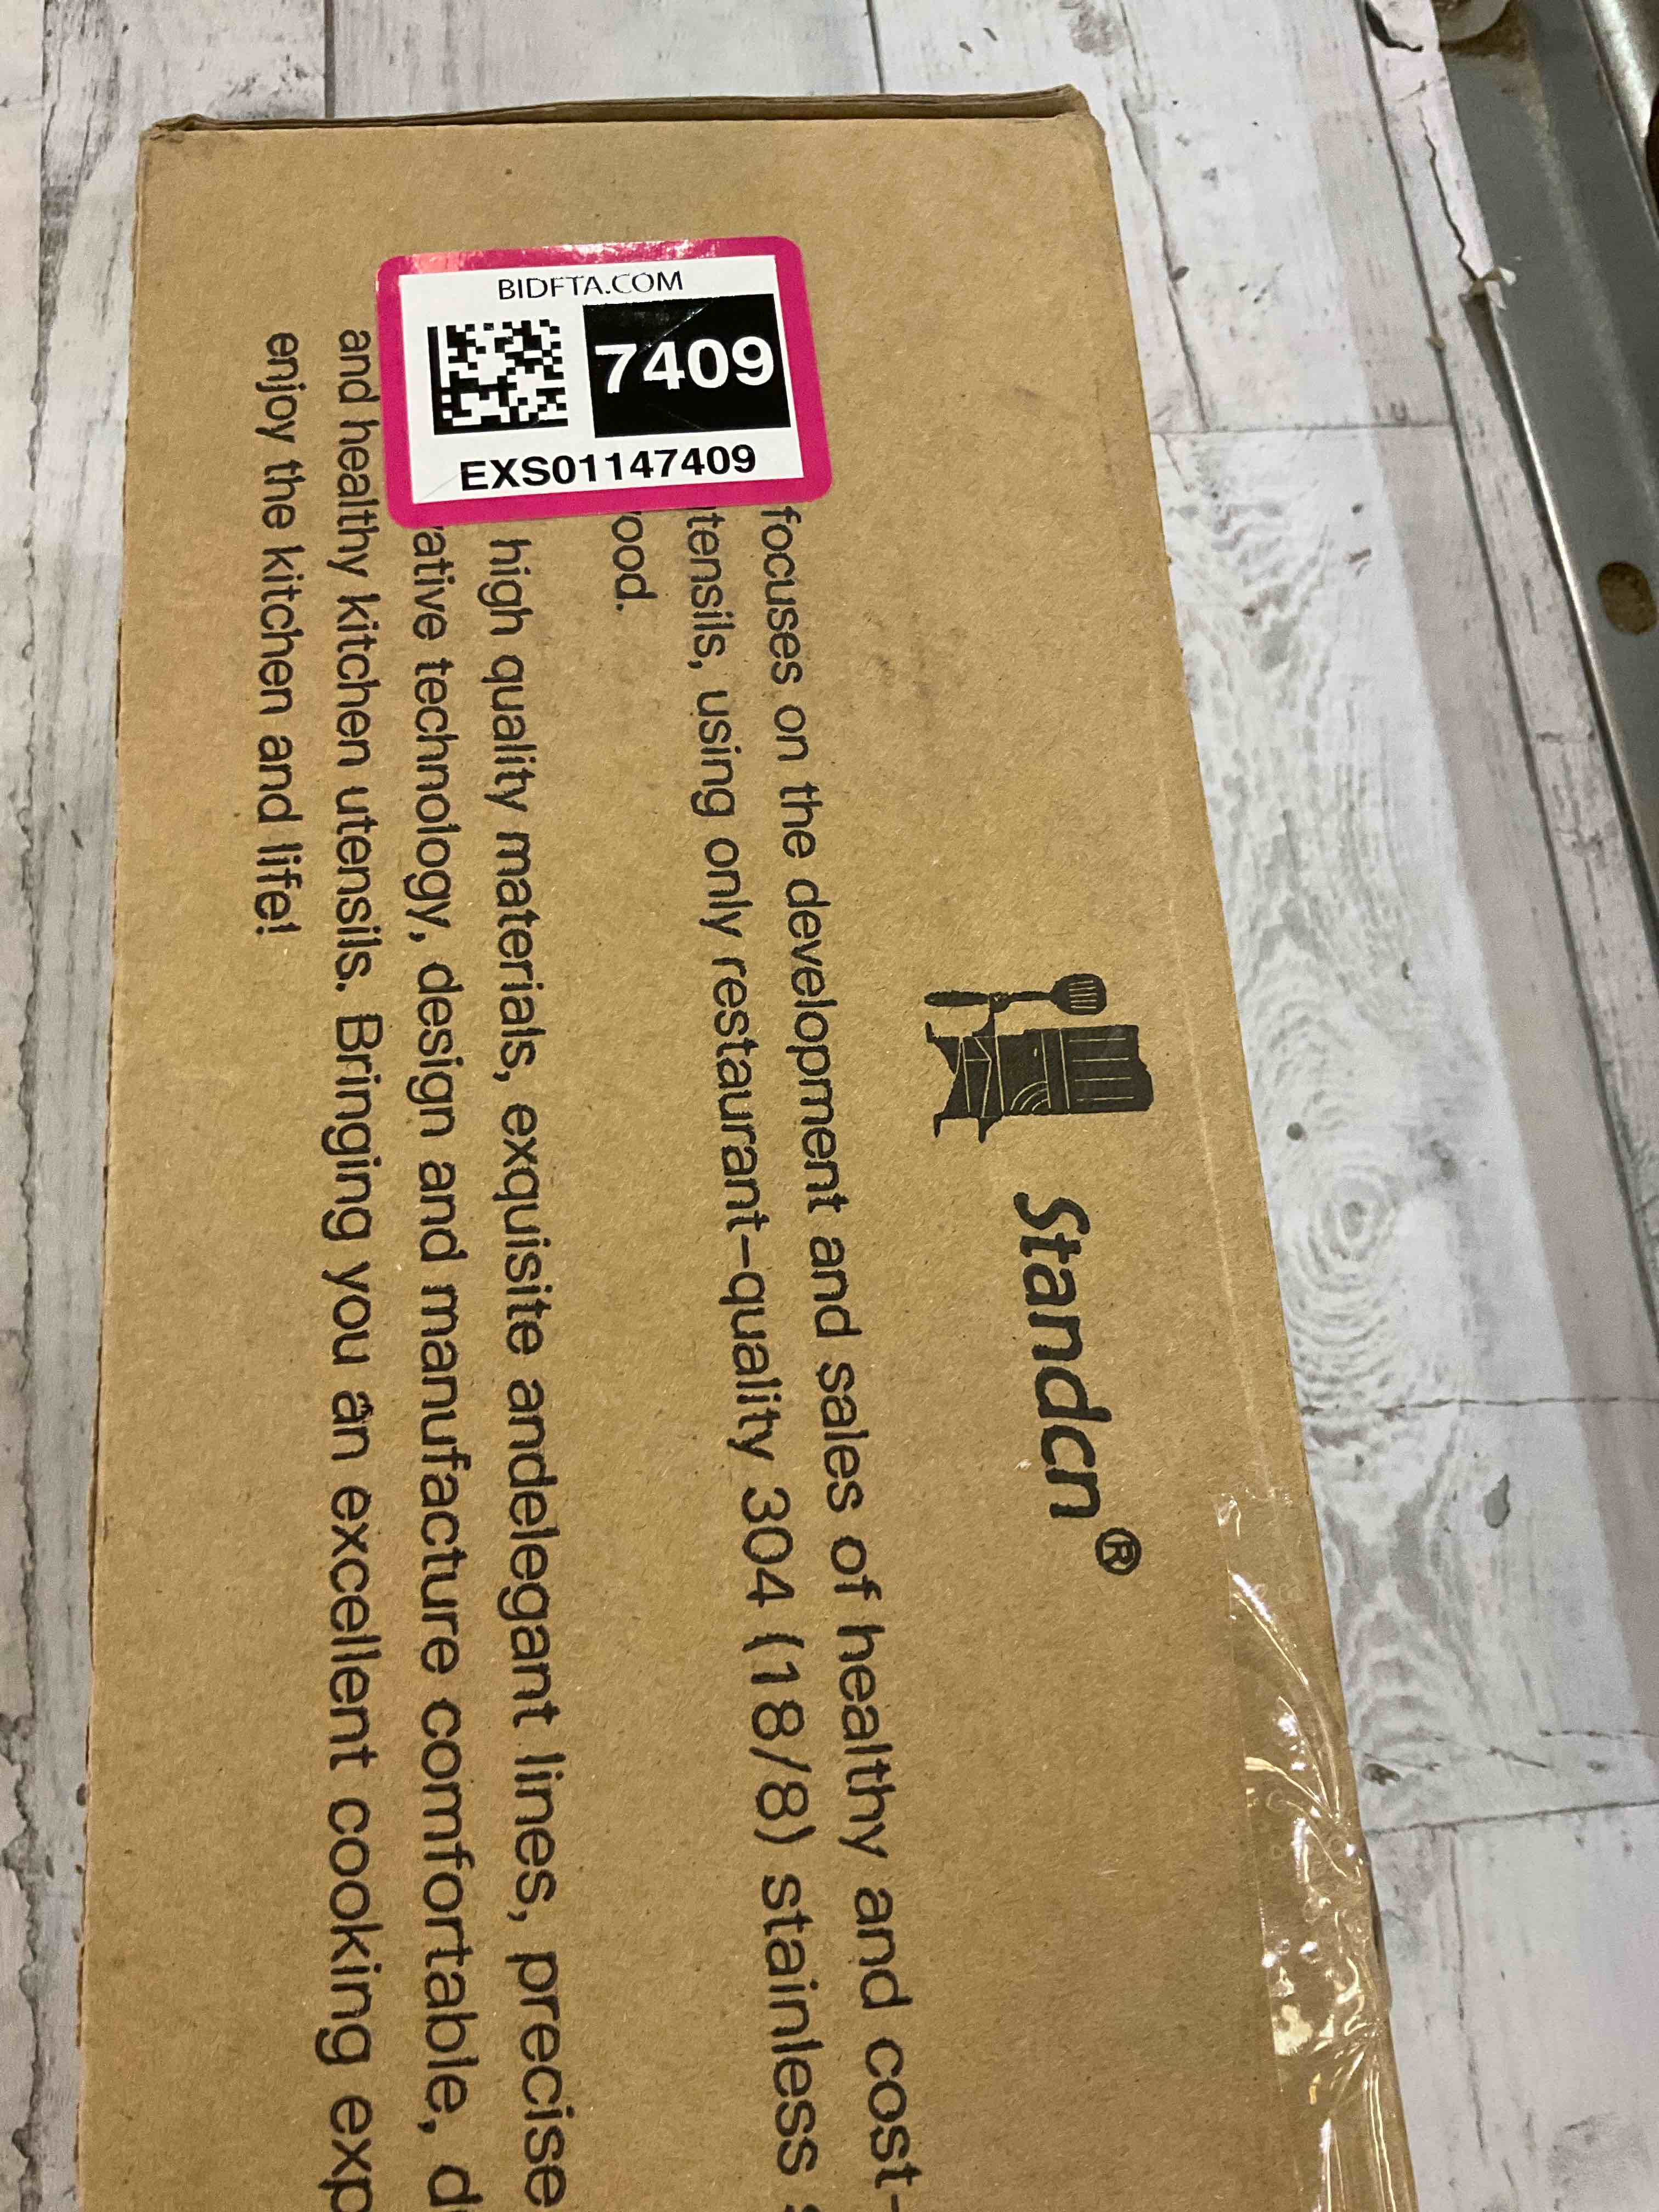 BIDFTA.COM
7409
EXS01147409
Standcn®
focuses on the development and sales of healthy and cost-
tensils, using only restaurant-quality 304 (18/8) stainless
ood.
high quality materials, exquisite andelegant lines, precise
ative technology, design and manufacture comfortable, d
and healthy kitchen utensils. Bringing you an excellent cooking exp
enjoy the kitchen and life!